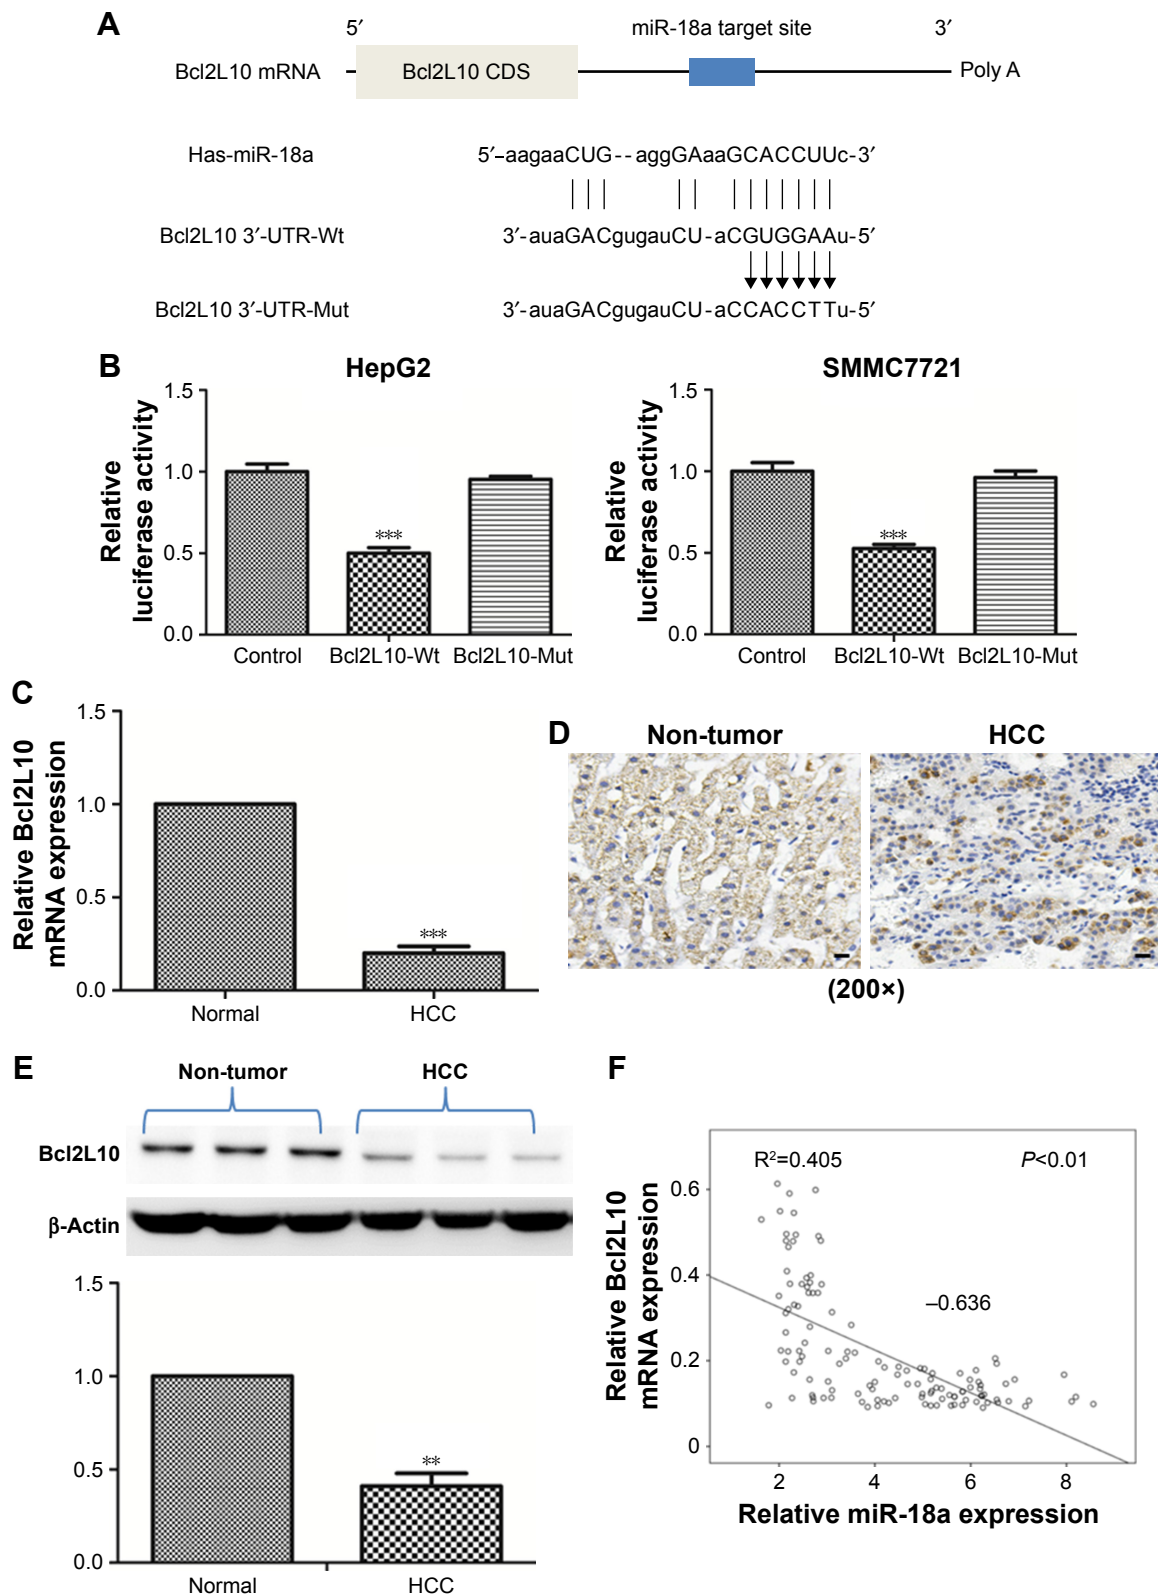 A
5′ miR-18a target site 3′
Bcl2L10 mRNA Bcl2L10 CDS Poly A
Has-miR-18a 5′–aagaaCUG--aggGAaaGCACCUUc-3′
Bcl2L10 3′-UTR-Wt 3′-auaGACgugauCU-aCGUGGAAu-5′
Bcl2L10 3′-UTR-Mut 3′-auaGACgugauCU-aCCACCTTu-5′
B
HepG2
Relative
luciferase activity
1.5
1.0
0.5
0.0
***
Control Bcl2L10-Wt Bcl2L10-Mut
SMMC7721
Relative
luciferase activity
1.5
1.0
0.5
0.0
***
Control Bcl2L10-Wt Bcl2L10-Mut
C
Relative Bcl2L10
mRNA expression
1.5
1.0
0.5
0.0
***
Normal HCC
D
Non-tumor HCC
(200×)
E
Non-tumor HCC
Bcl2L10
β-Actin
1.5
1.0
0.5
0.0
**
Normal HCC
F
Relative Bcl2L10
mRNA expression
R²=0.405 P<0.01
0.6
0.4
–0.636
0.2
0
2 4 6 8
Relative miR-18a expression